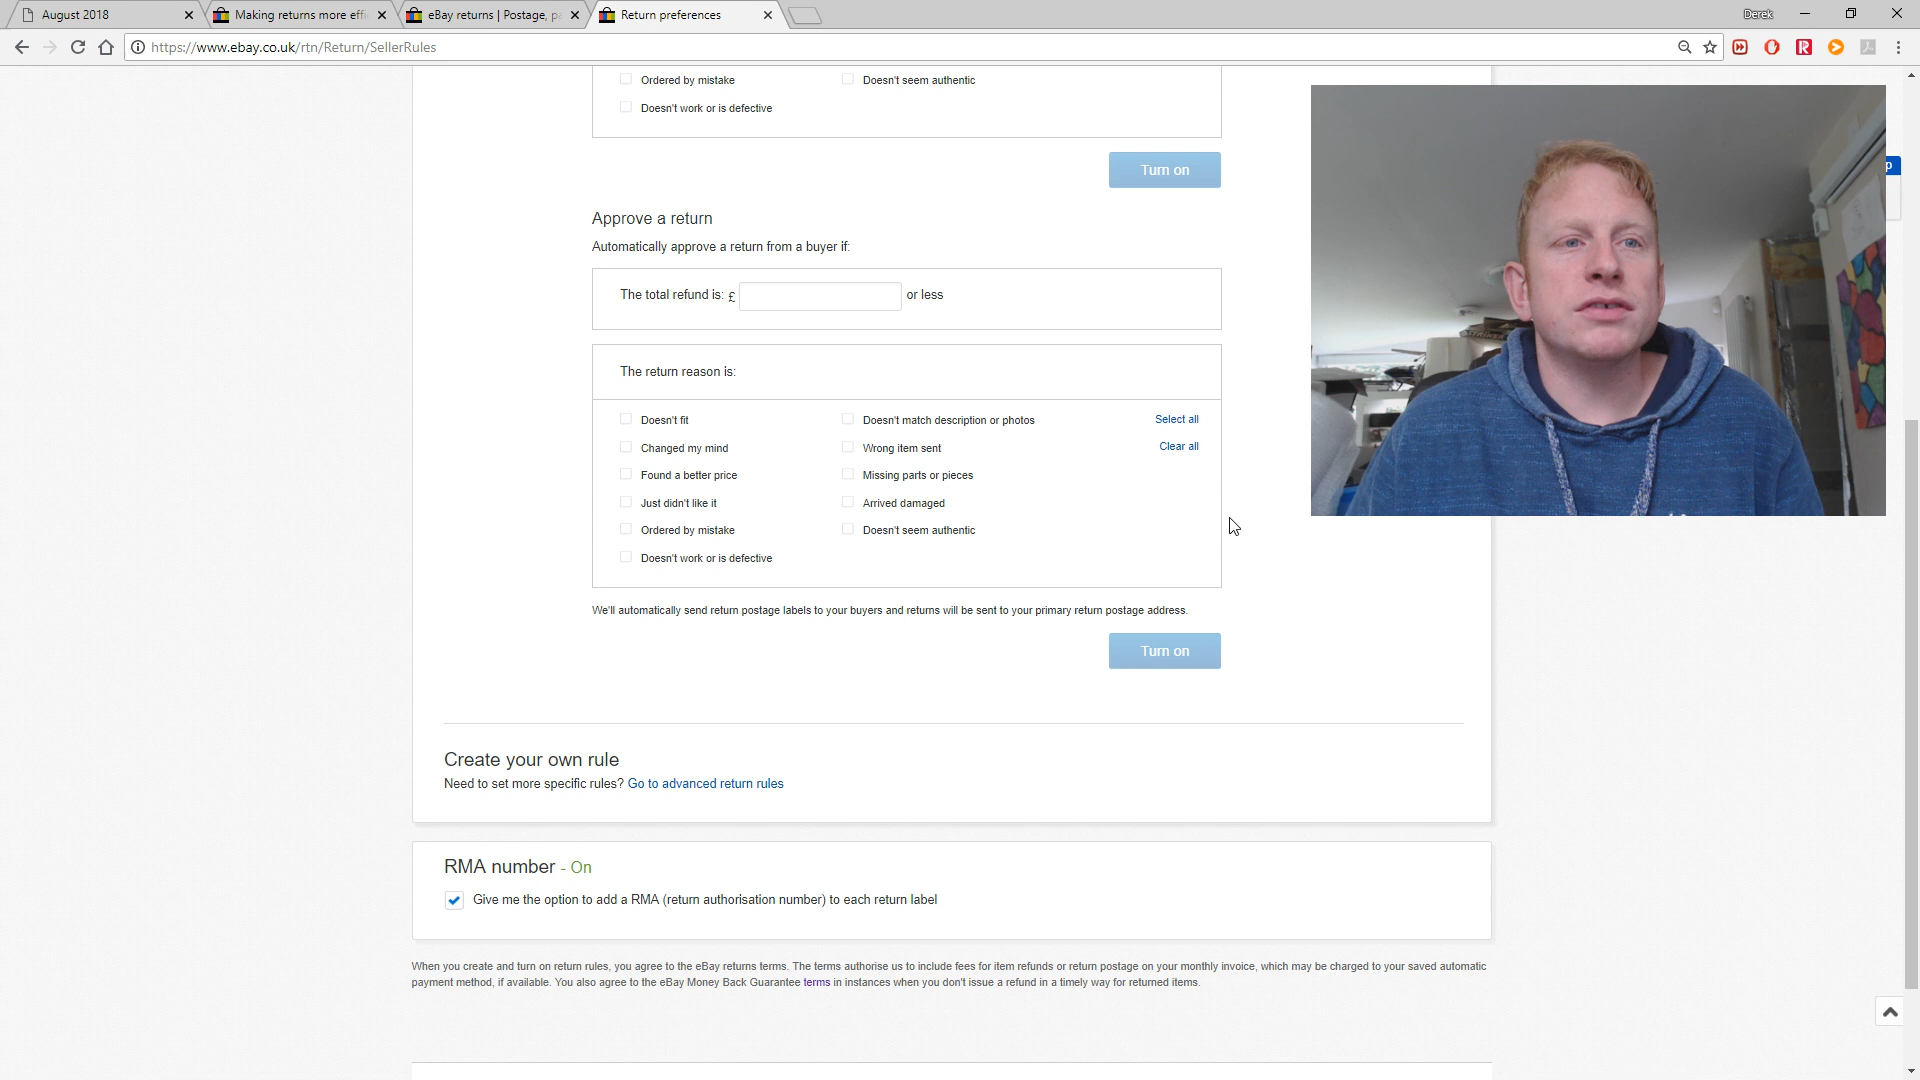 August 2018
Making returns more effi
eBay returns | Postage, p
Return preferences
Derek
https://www.ebay.co.uk/rtn/Return/SellerRules
Ordered by mistake
Doesn't seem authentic
Doesn't work or is defective
Turn on
Approve a return
Automatically approve a return from a buyer if:
The total refund is: £ or less
The return reason is:
Doesn't fit
Doesn't match description or photos
Select all
Changed my mind
Wrong item sent
Clear all
Found a better price
Missing parts or pieces
Just didn't like it
Arrived damaged
Ordered by mistake
Doesn't seem authentic
Doesn't work or is defective
We'll automatically send return postage labels to your buyers and returns will be sent to your primary return postage address.
Turn on
Create your own rule
Need to set more specific rules? Go to advanced return rules
RMA number - On
Give me the option to add a RMA (return authorisation number) to each return label
When you create and turn on return rules, you agree to the eBay returns terms. The terms authorise us to include fees for item refunds or return postage on your monthly invoice, which may be charged to your saved automatic
payment method, if available. You also agree to the eBay Money Back Guarantee terms in instances when you don't issue a refund in a timely way for returned items.